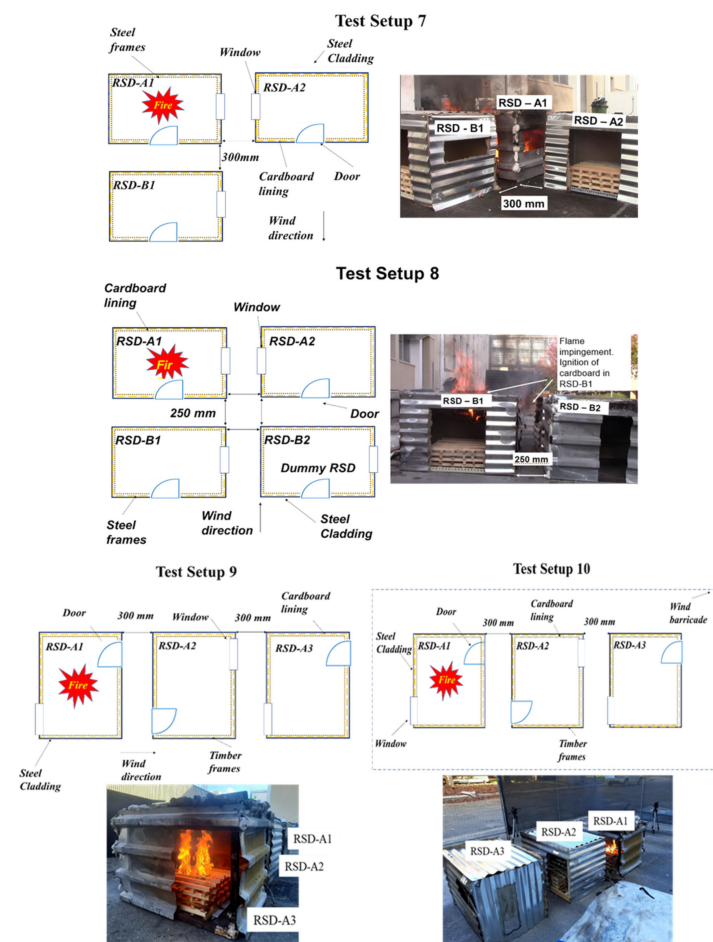 Test Setup 7
Steel
frames
Window
Steel
Cladding
RSD-A1
Fire
RSD-A2
300mm
Cardboard
lining
Door
RSD-B1
Wind
direction
RSD – A1
RSD - B1
RSD – A2
300 mm
Test Setup 8
Cardboard
lining
Window
RSD-A1
Fir
RSD-A2
250 mm
Door
RSD-B1
RSD-B2
Dummy RSD
Steel
frames
Wind
direction
Steel
Cladding
Flame
impingement.
Ignition of
cardboard in
RSD-B1
RSD – B1
RSD – B2
250 mm
Test Setup 9
Door
300 mm
Window
300 mm
Cardboard
lining
RSD-A1
Fire
RSD-A2
RSD-A3
Steel
Cladding
Wind
direction
Timber
frames
RSD-A1
RSD-A2
RSD-A3
Test Setup 10
Door
300 mm
Cardboard
lining
300 mm
Wind
barricade
Steel
Cladding
RSD-A1
Fire
RSD-A2
RSD-A3
Window
Timber
frames
RSD-A1
RSD-A2
RSD-A3